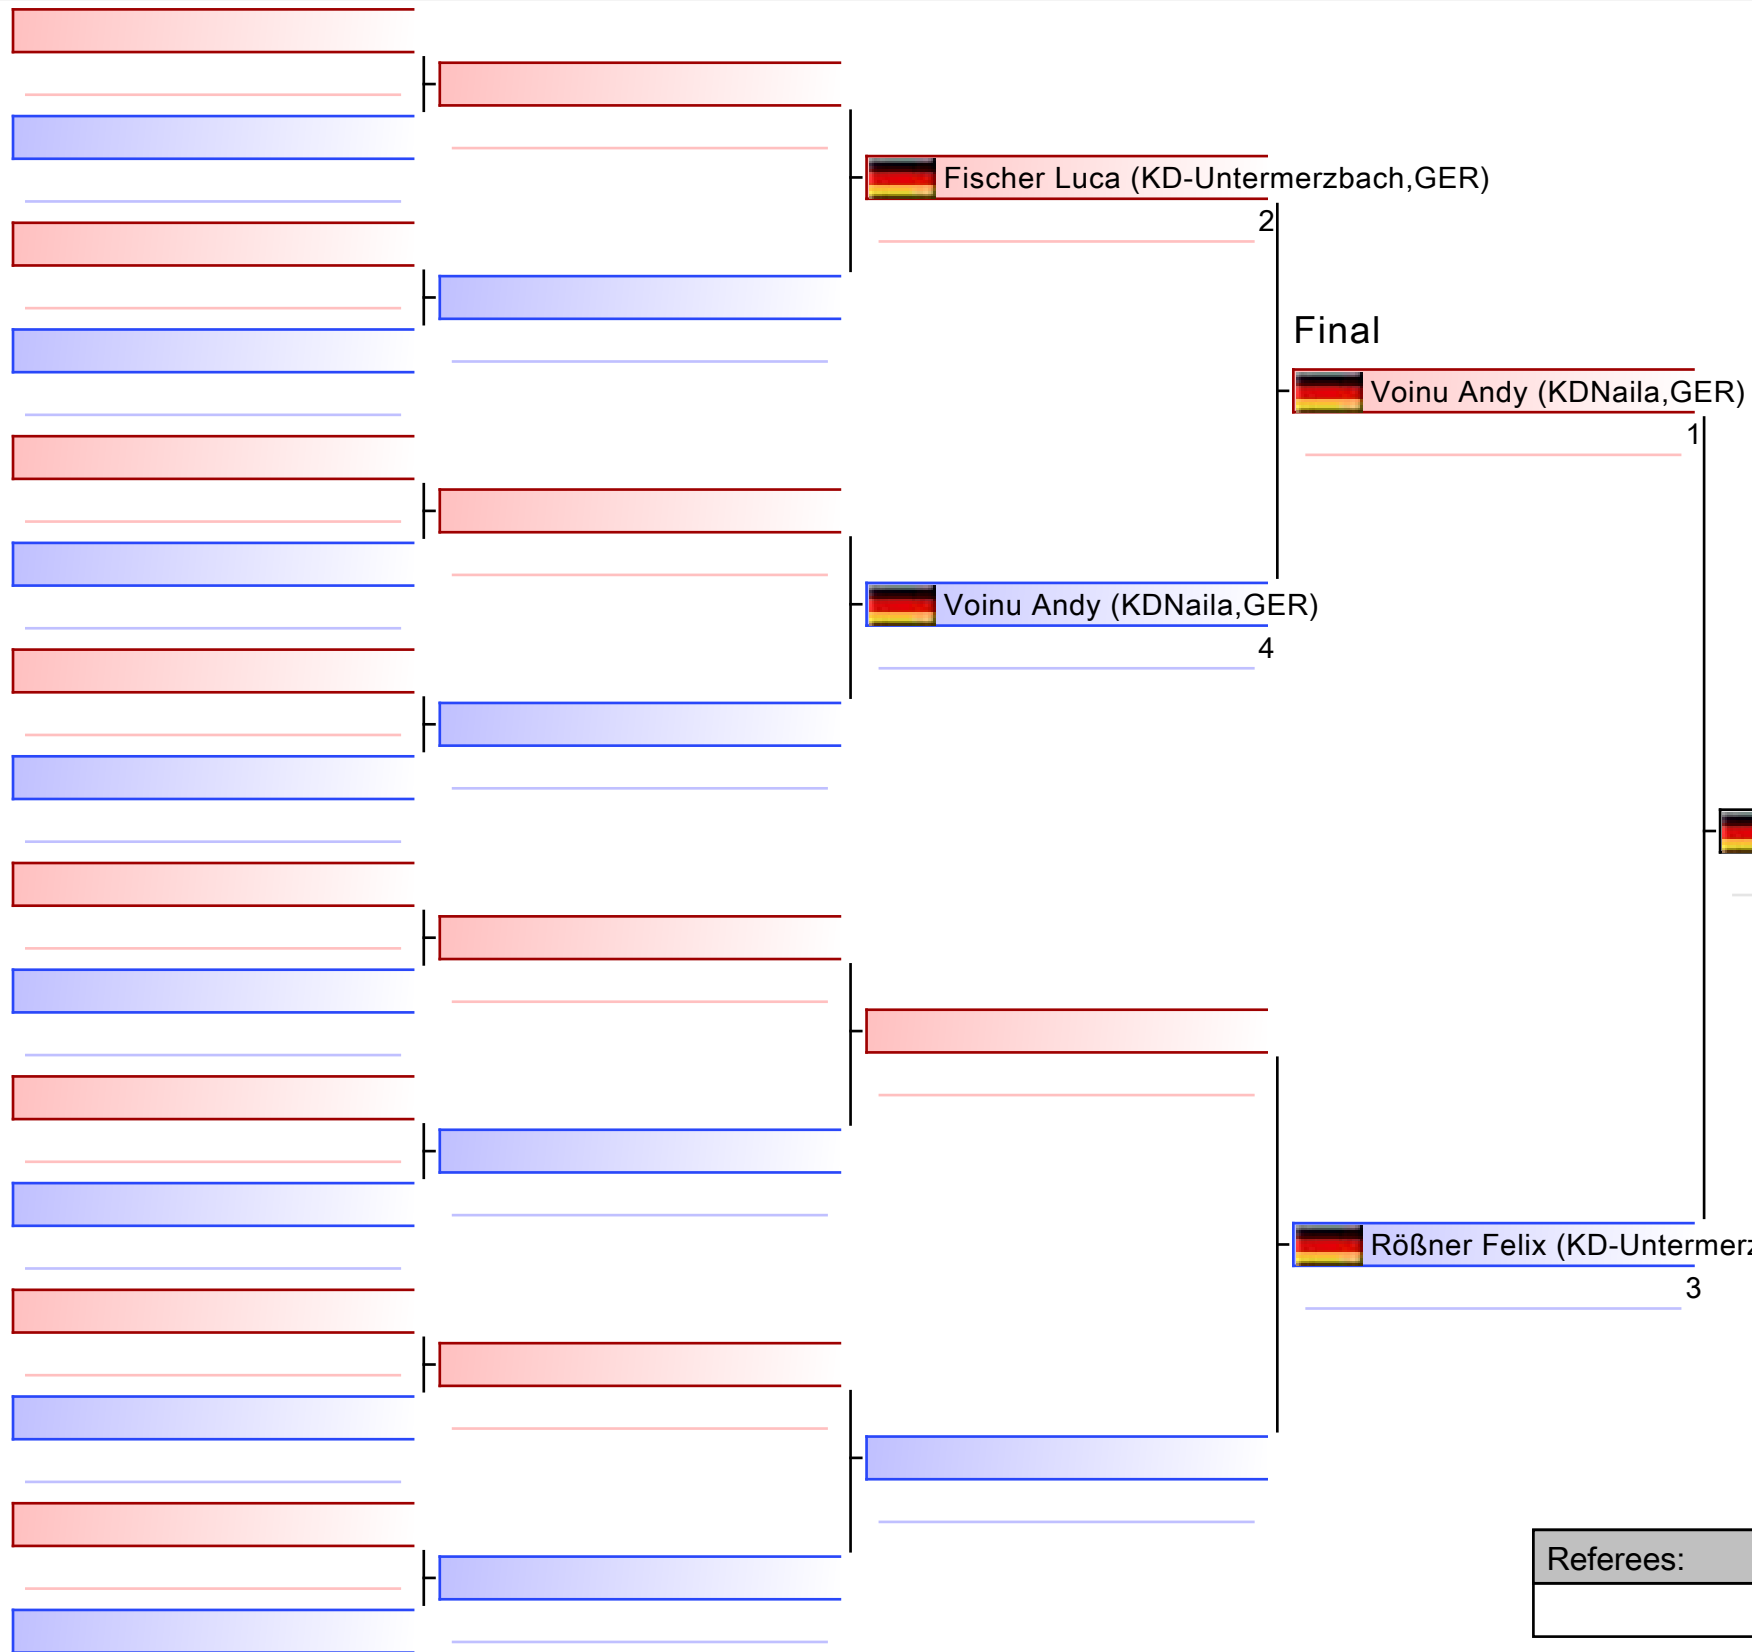 Fischer Luca (KD-Untermerzbach,GER)
2
Final
Voinu Andy (KDNaila,GER)
1
Voinu Andy (KDNaila,GER)
4
Rößner Felix (KD-Untermerz
3
Referees: